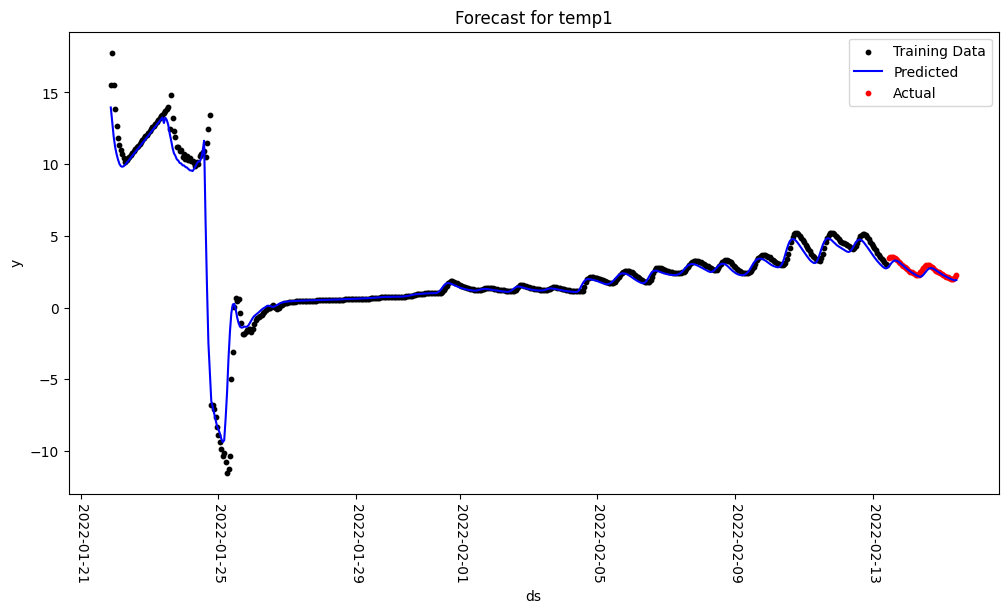 Forecast for temp1
Training Data
Predicted
Actual
y
15
10
5
0
−5
−10
2022-01-21
2022-01-25
2022-01-29
2022-02-01
2022-02-05
2022-02-09
2022-02-13
ds